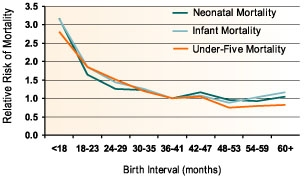 Neonatal Mortality
Infant Mortality
Under-Five Mortality
Relative Risk of Mortality
3.5
3.0
2.5
2.0
1.5
1.0
0.5
0.0
<18 18-23 24-29 30-35 36-41 42-47 48-53 54-59 60+
Birth Interval (months)